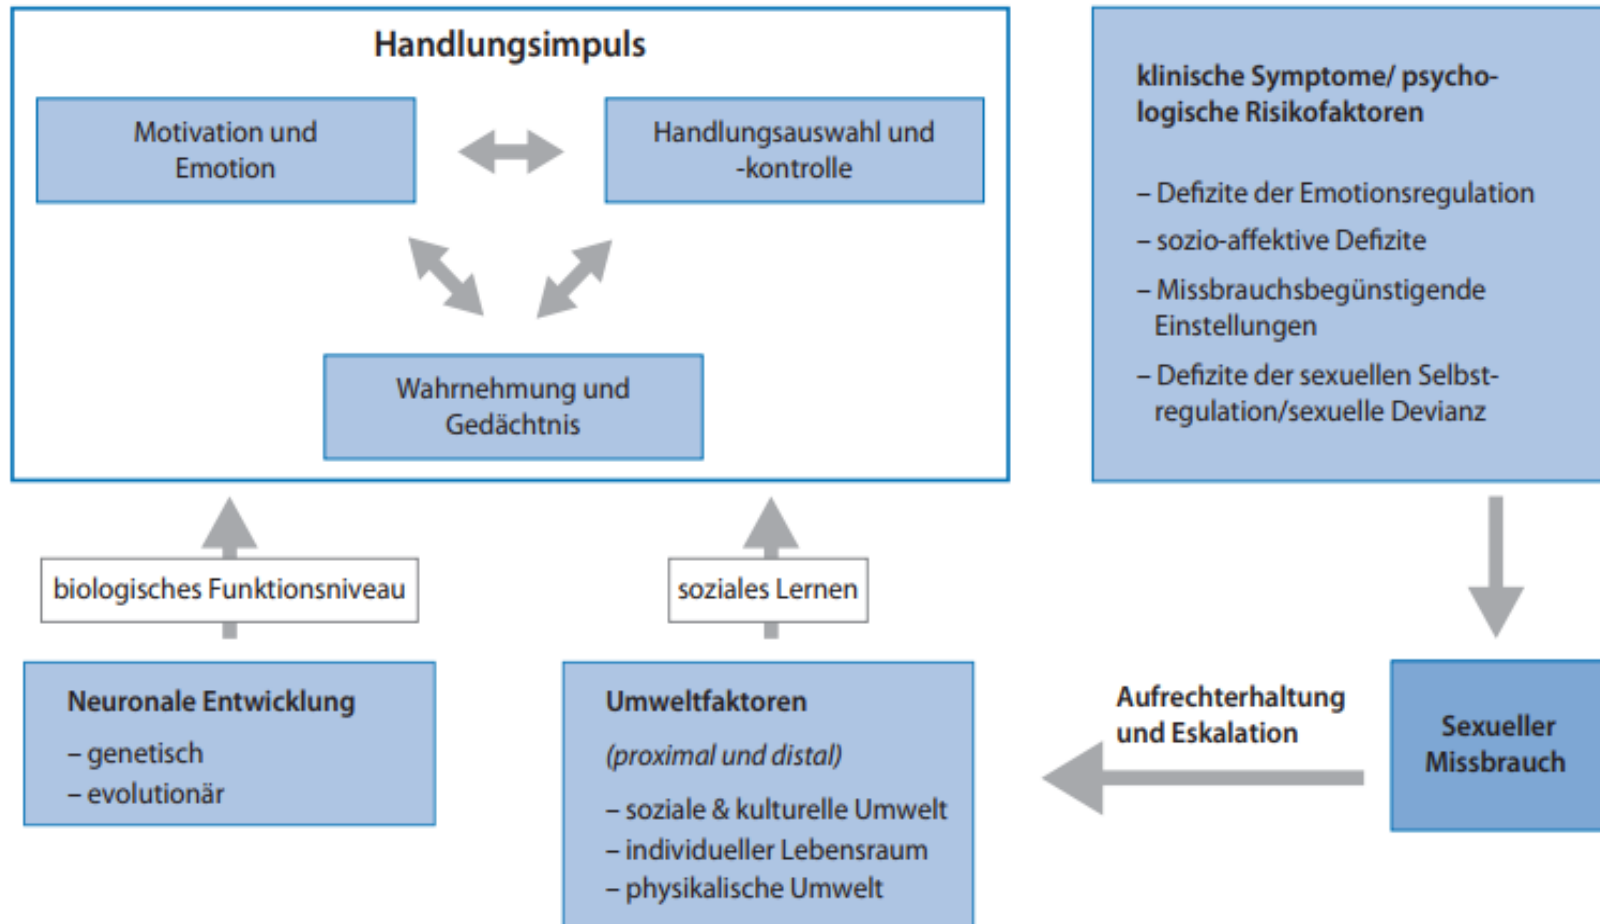 Handlungsimpuls
Motivation und
Emotion
Handlungsauswahl und
-kontrolle
Wahrnehmung und
Gedächtnis
klinische Symptome/ psycho-
logische Risikofaktoren
– Defizite der Emotionsregulation
– sozio-affektive Defizite
– Missbrauchsbegünstigende
Einstellungen
– Defizite der sexuellen Selbst-
regulation/sexuelle Devianz
biologisches Funktionsniveau
soziales Lernen
Neuronale Entwicklung
– genetisch
– evolutionär
Umweltfaktoren
(proximal und distal)
– soziale & kulturelle Umwelt
– individueller Lebensraum
– physikalische Umwelt
Aufrechterhaltung
und Eskalation
Sexueller
Missbrauch